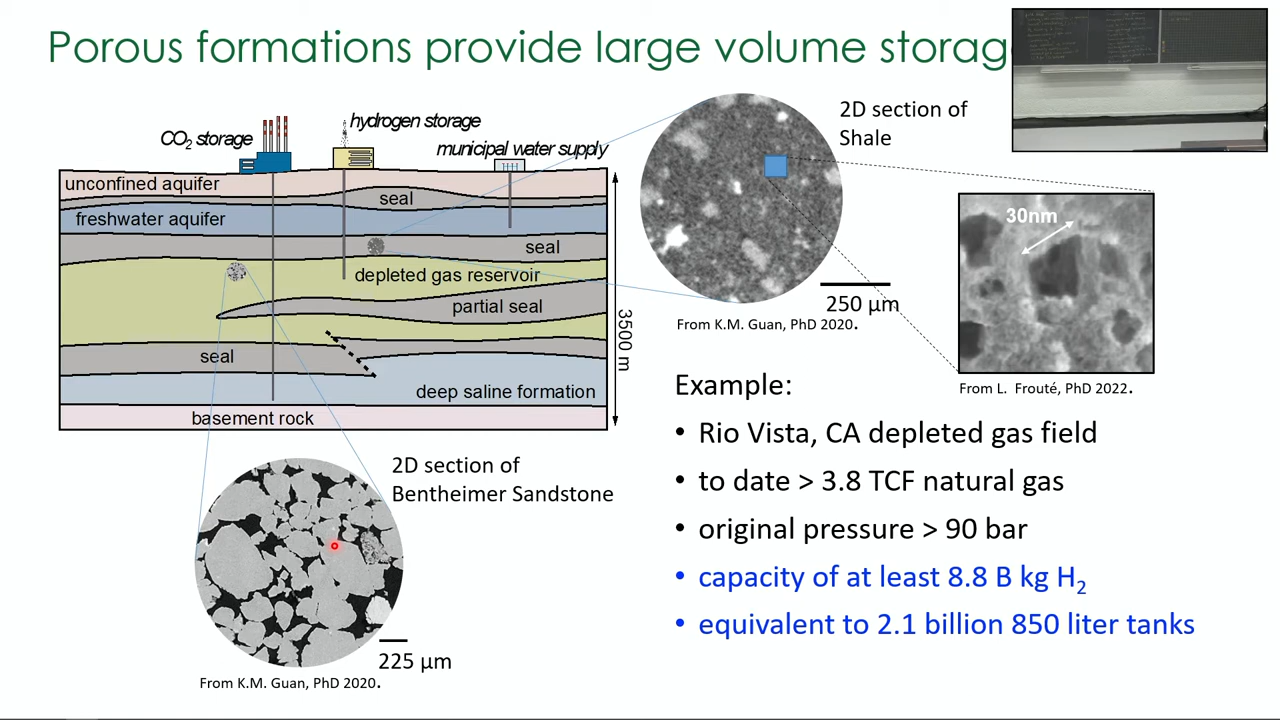 Porous formations provide large volume storag
CO2 storage
hydrogen storage
municipal water supply
unconfined aquifer
seal
freshwater aquifer
seal
depleted gas reservoir
partial seal
seal
deep saline formation
basement rock
3500 m
2D section of
Shale
250 µm
From K.M. Guan, PhD 2020.
30nm
From L. Frouté, PhD 2022.
2D section of
Bentheimer Sandstone
225 µm
From K.M. Guan, PhD 2020.
Example:
• Rio Vista, CA depleted gas field
• to date > 3.8 TCF natural gas
• original pressure > 90 bar
• capacity of at least 8.8 B kg H2
• equivalent to 2.1 billion 850 liter tanks